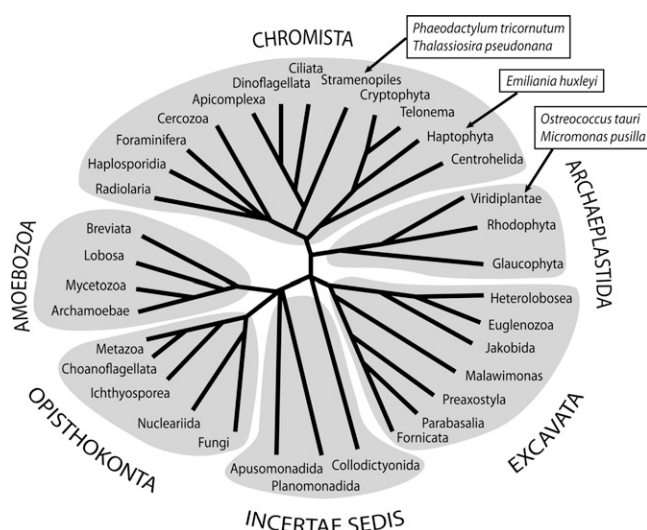 CHROMISTA
Phaeodactylum tricornutum
Thalassiosira pseudonana
Emiliania huxleyi
Ostreococcus tauri
Micromonas pusilla
Ciliata
Dinoflagellata
Stramenopiles
Apicomplexa
Cryptophyta
Cercozoa
Telonema
Foraminifera
Haptophyta
Haplosporidia
Centrohelida
Radiolaria
ARCHAEPLASTIDA
Viridiplantae
Rhodophyta
Glaucophyta
AMOEBOZOA
Breviata
Lobosa
Mycetozoa
Archamoebae
EXCAVATA
Heterolobosea
Euglenozoa
Jakobida
Malawimonas
Preaxostyla
Parabasalia
Fornicata
OPISTHOKONTA
Metazoa
Choanoflagellata
Ichthyosporea
Nucleariida
Fungi
Apusomonadida
Collodictyonida
Planomonadida
INCERTAE SEDIS